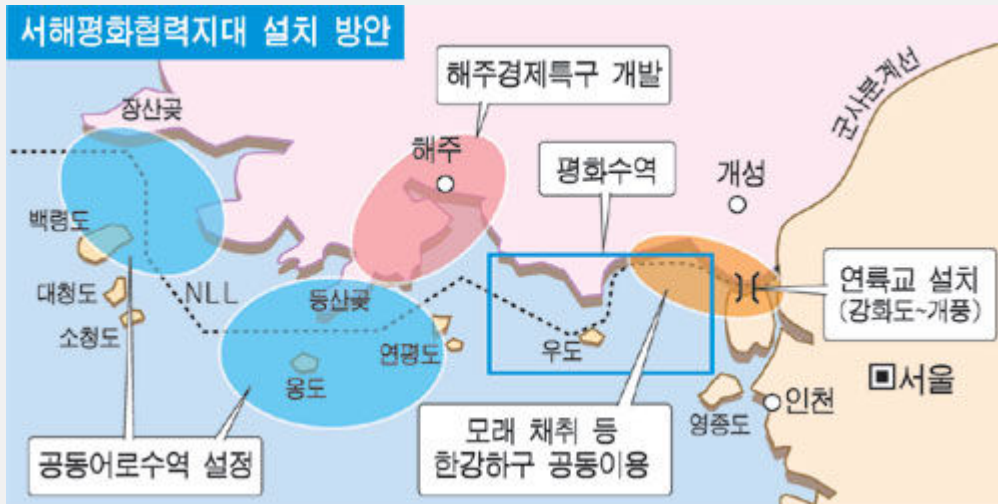 서해평화협력지대 설치 방안
해주경제특구 개발
군사분계선
장산곶
해주
평화수역
개성
백령도
대청도
NLL
등산곶
연륙교 설치
(강화도~개풍)
소청도
연평도
우도
옹도
서울
인천
영종도
공동어로수역 설정
모래 채취 등
한강하구 공동이용